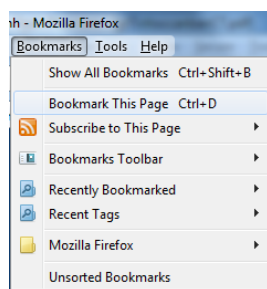 nh - Mozilla Firefox
Bookmarks Tools Help
Show All Bookmarks Ctrl+Shift+B
Bookmark This Page Ctrl+D
Subscribe to This Page
Bookmarks Toolbar
Recently Bookmarked
Recent Tags
Mozilla Firefox
Unsorted Bookmarks